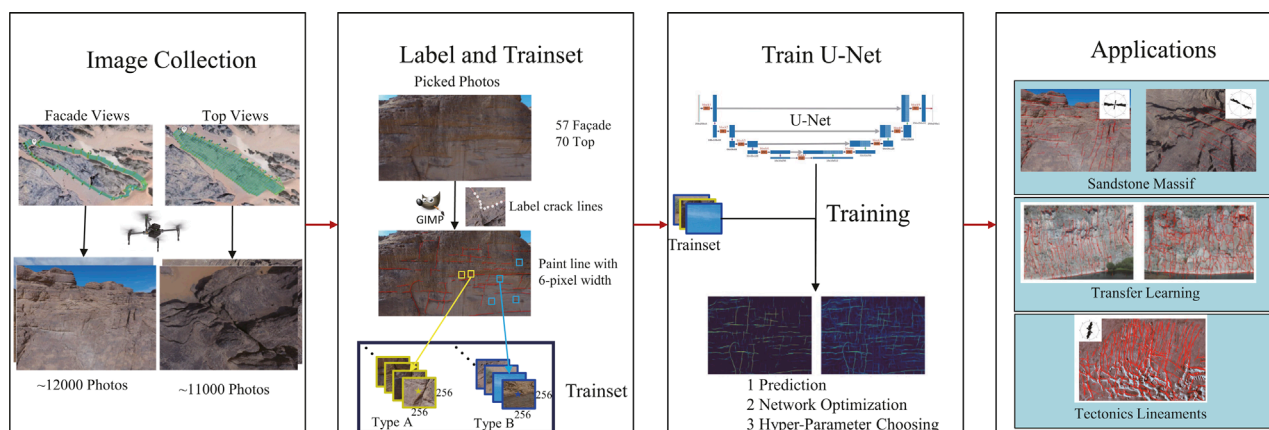 Image Collection
Facade Views
Top Views
~12000 Photos
~11000 Photos
Label and Trainset
Picked Photos
57 Façade
70 Top
GIMP
Label crack lines
Paint line with
6-pixel width
256
256
Type A
256
256
Type B
Trainset
Train U-Net
U-Net
Training
Trainset
1 Prediction
2 Network Optimization
3 Hyper-Parameter Choosing
Applications
Sandstone Massif
Transfer Learning
Tectonics Lineaments